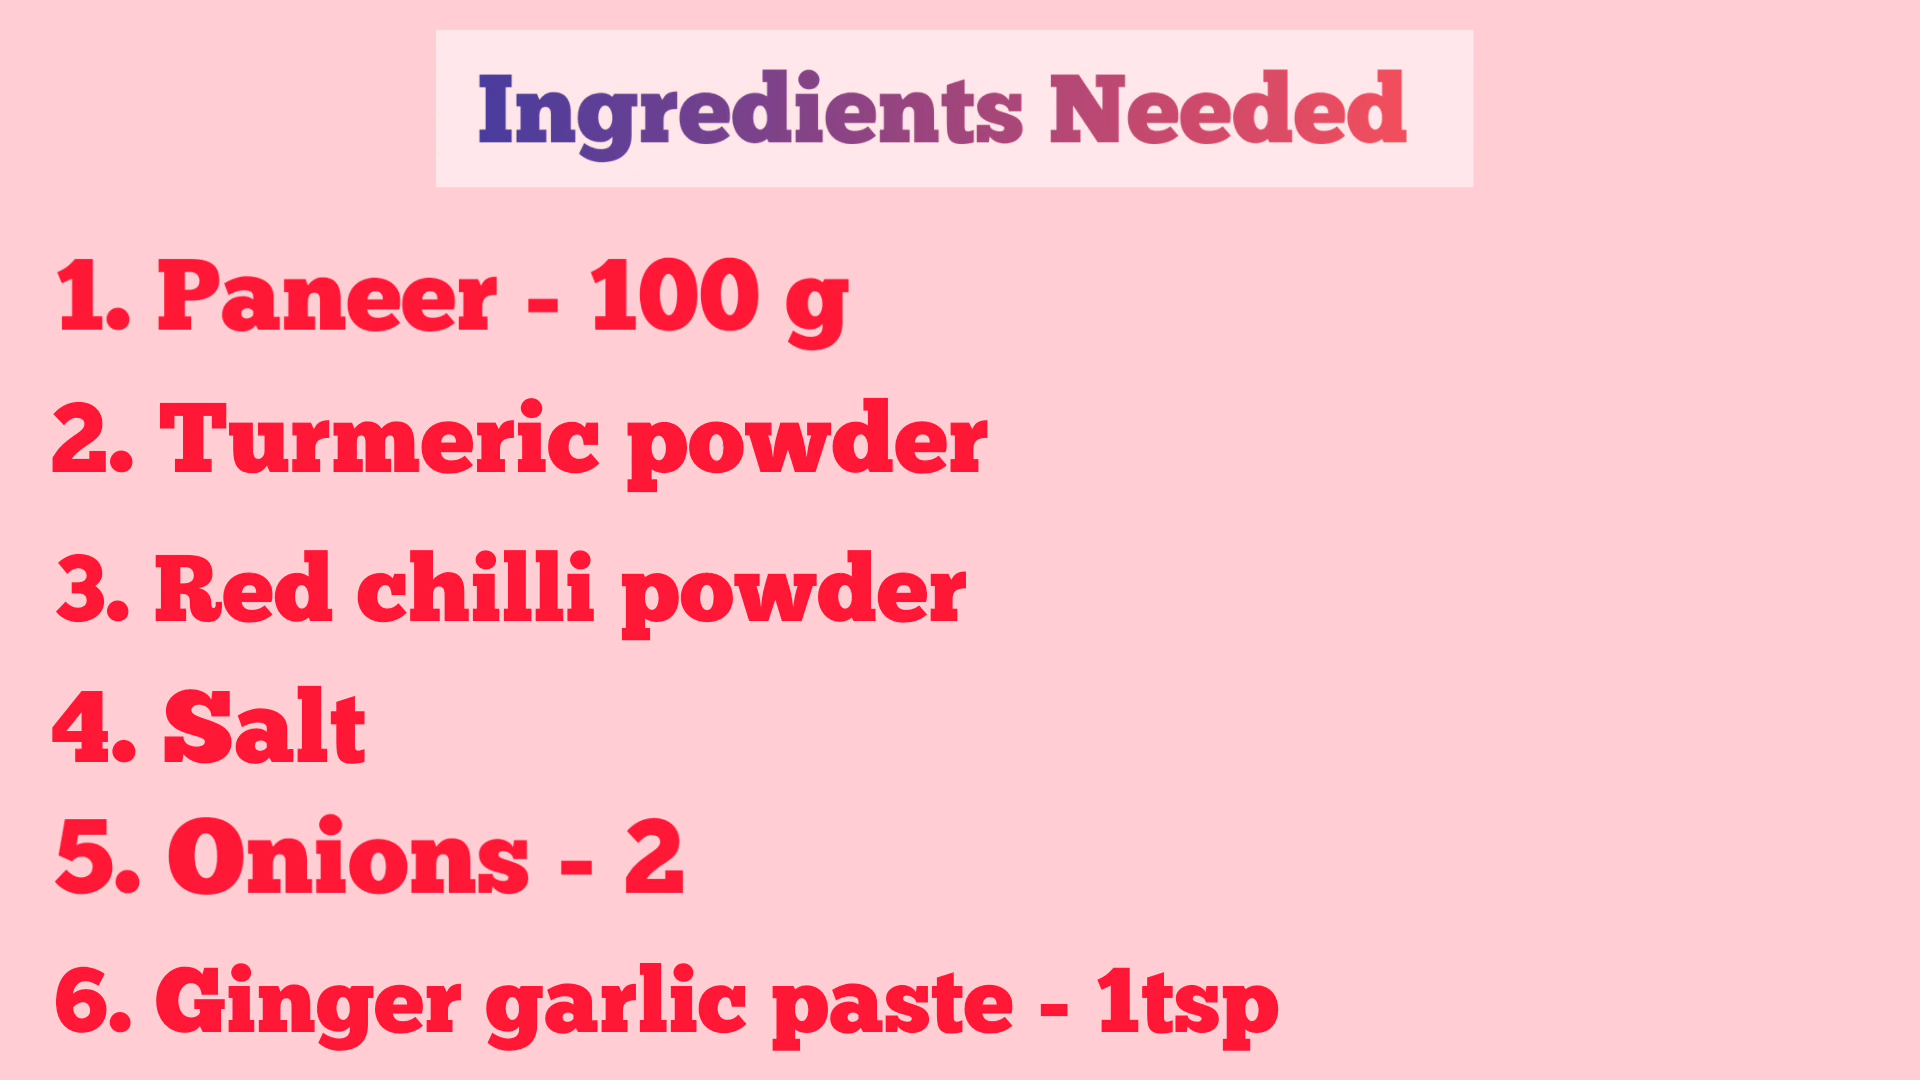 Ingredients Needed
1. Paneer - 100 g
2. Turmeric powder
3. Red chilli powder
4. Salt
5. Onions - 2
6. Ginger garlic paste - 1tsp